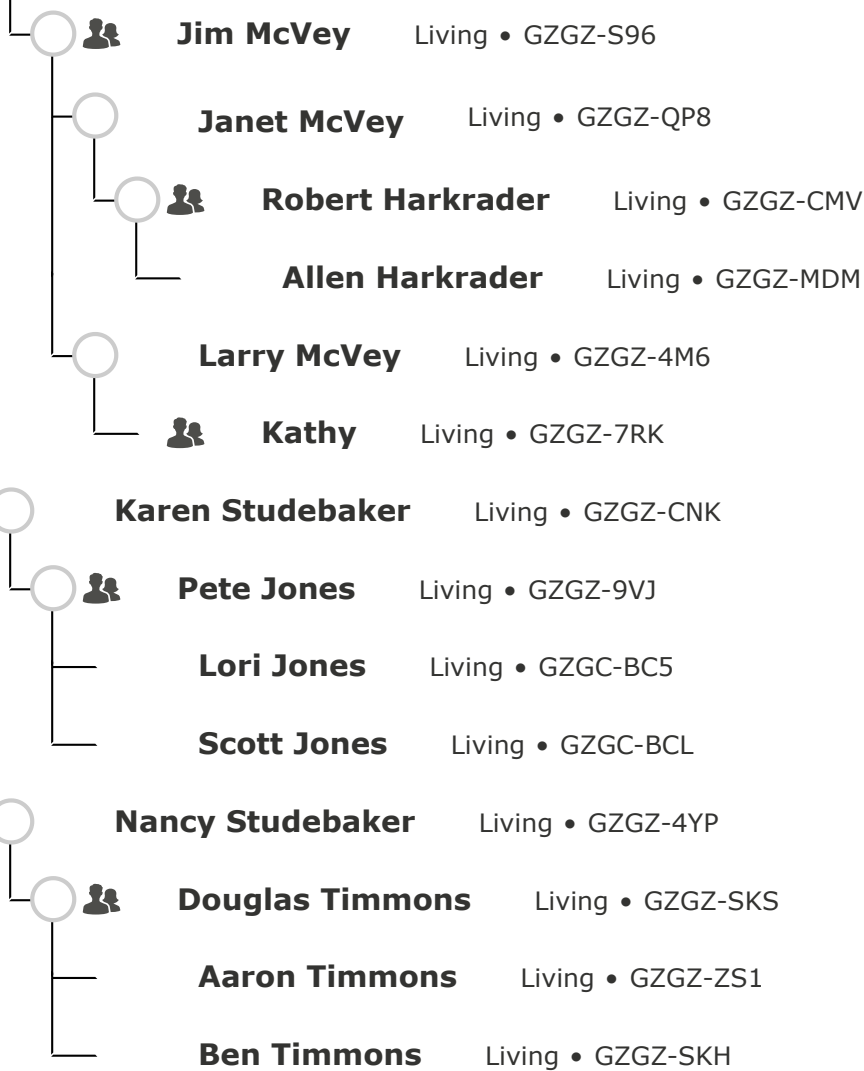 Jim McVey Living • GZGZ-S96
Janet McVey Living • GZGZ-QP8
Robert Harkrader Living • GZGZ-CMV
Allen Harkrader Living • GZGZ-MDM
Larry McVey Living • GZGZ-4M6
Kathy Living • GZGZ-7RK
Karen Studebaker Living • GZGZ-CNK
Pete Jones Living • GZGZ-9VJ
Lori Jones Living • GZGC-BC5
Scott Jones Living • GZGC-BCL
Nancy Studebaker Living • GZGZ-4YP
Douglas Timmons Living • GZGZ-SKS
Aaron Timmons Living • GZGZ-ZS1
Ben Timmons Living • GZGZ-SKH